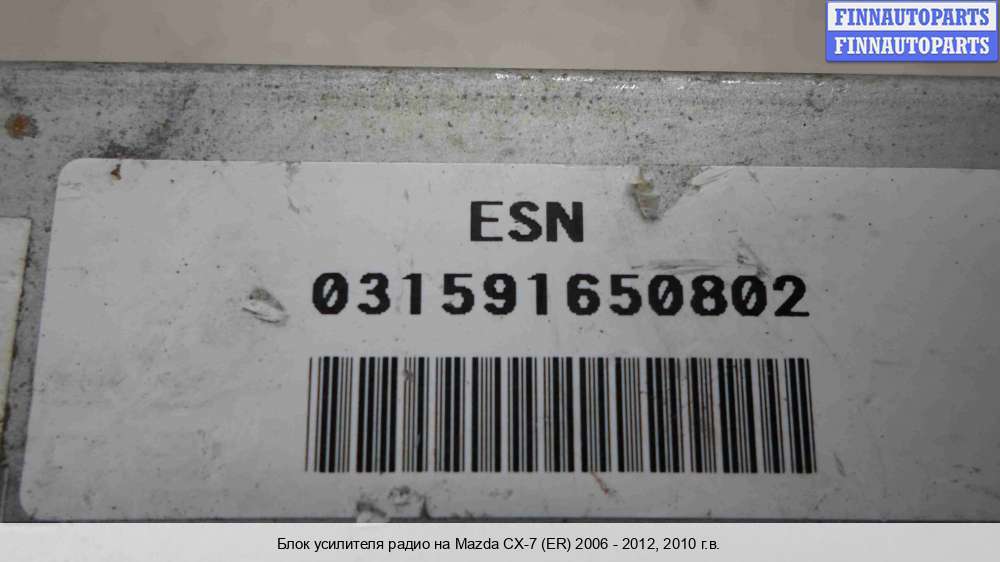 FINNAUTOPARTS
FINNAUTOPARTS
ESN
031591650802
Блок усилителя радио на Mazda CX-7 (ER) 2006 - 2012, 2010 г.в.